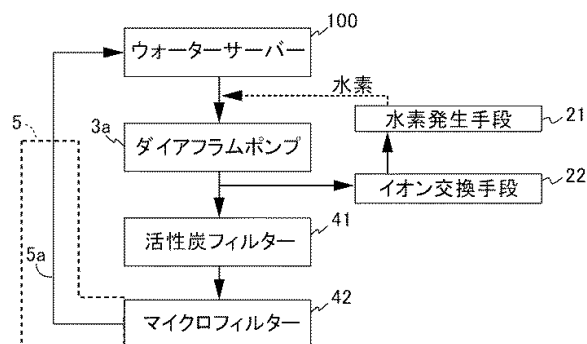 100
ウォーターサーバー
水素
5
3a
ダイアフラムポンプ
水素発生手段
21
イオン交換手段
22
活性炭フィルター
41
5a
マイクロフィルター
42